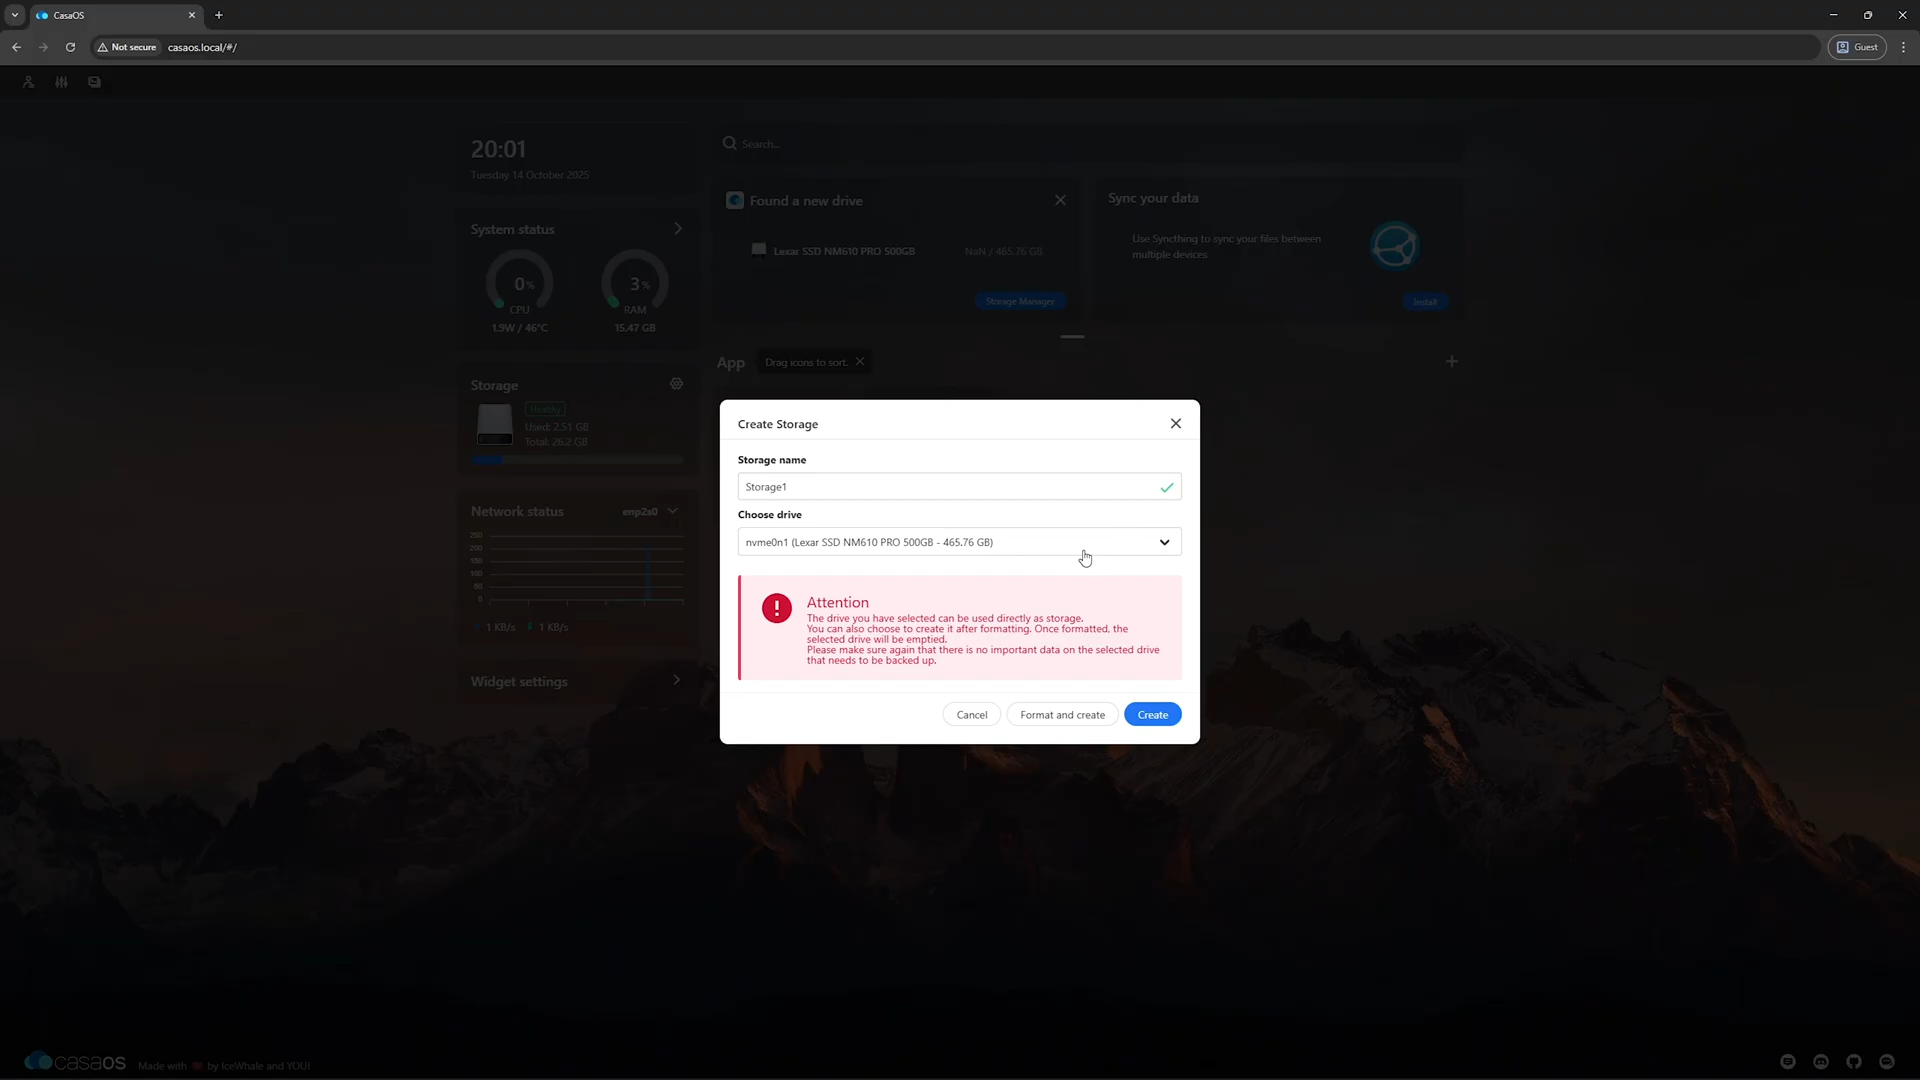 CasaOS
Not secure
casaos.local/#/
Guest
20:01
Tuesday 14 October 2025
Search...
System status
0%
CPU
1.9W / 46°C
3%
RAM
15.47 GB
Found a new drive
Lexar SSD NM610 PRO 500GB
NaN / 465.76 GB
Storage Manager
Sync your data
Use Syncthing to sync your files between
multiple devices
Install
Storage
Healthy
Used: 2.51 GB
Total: 26.2 GB
App
Drag icons to sort.
Network status
enp2s0
250
200
150
100
50
0
1 KB/s
1 KB/s
Widget settings
Create Storage
Storage name
Storage1
Choose drive
nvme0n1 (Lexar SSD NM610 PRO 500GB - 465.76 GB)
Attention
The drive you have selected can be used directly as storage.
You can also choose to create it after formatting. Once formatted, the
selected drive will be emptied.
Please make sure again that there is no important data on the selected drive
that needs to be backed up.
Cancel
Format and create
Create
casaOS
Made with
by IceWhale and YOU!